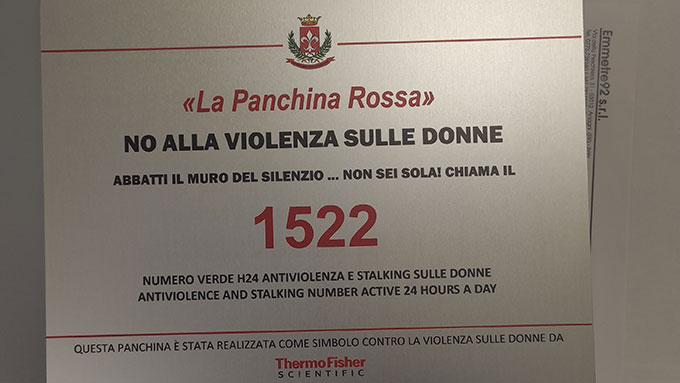 «La Panchina Rossa»
NO ALLA VIOLENZA SULLE DONNE
ABBATTI IL MURO DEL SILENZIO ... NON SEI SOLA! CHIAMA IL
1522
NUMERO VERDE H24 ANTIVIOLENZA E STALKING SULLE DONNE
ANTIVIOLENCE AND STALKING NUMBER ACTIVE 24 HOURS A DAY
QUESTA PANCHINA È STATA REALIZZATA COME SIMBOLO CONTRO LA VIOLENZA SULLE DONNE DA
ThermoFisher
SCIENTIFIC
Emmetre92 s.r.l.